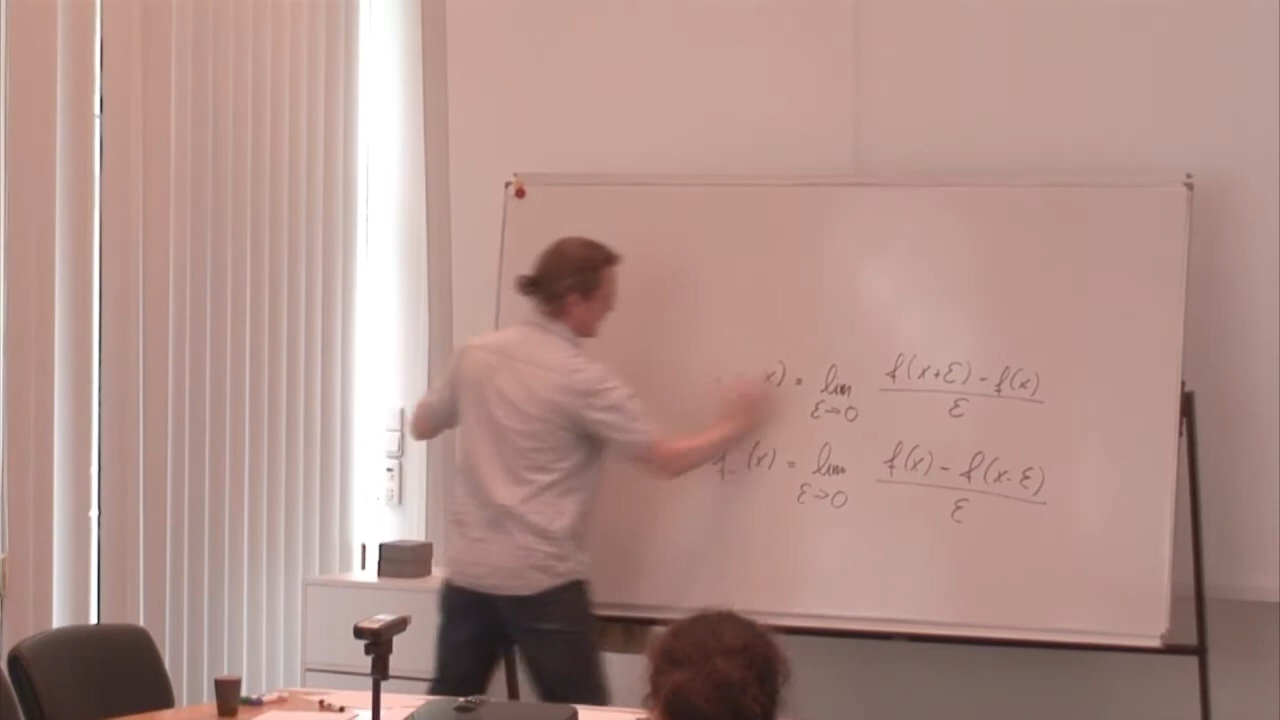 x) = lim ε→0 f(x+ε) - f(x) / ε
f_(x) = lim ε→0 f(x) - f(x-ε) / ε